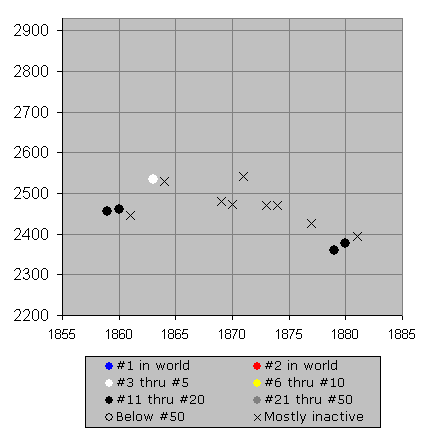 2900
2800
2700
2600
2500
2400
2300
2200
1855 1860 1865 1870 1875 1880 1885
#1 in world #2 in world
#3 thru #5 #6 thru #10
#11 thru #20 #21 thru #50
Below #50 Mostly inactive